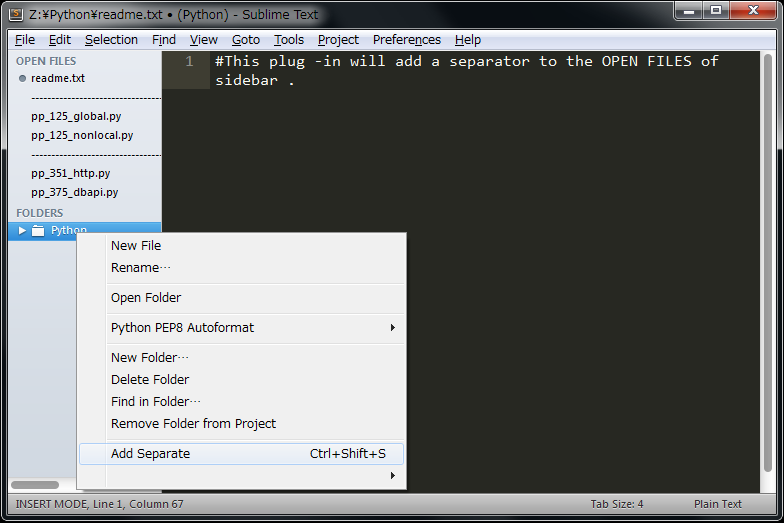 Z:¥Python¥readme.txt • (Python) - Sublime Text
File Edit Selection Find View Goto Tools Project Preferences Help
OPEN FILES
readme.txt
--------------------------------
pp_125_global.py
pp_125_nonlocal.py
--------------------------------
pp_351_http.py
pp_375_dbapi.py
FOLDERS
Python
1 #This plug -in will add a separator to the OPEN FILES of
sidebar .
New File
Rename…
Open Folder
Python PEP8 Autoformat
New Folder…
Delete Folder
Find in Folder…
Remove Folder from Project
Add Separate Ctrl+Shift+S
INSERT MODE, Line 1, Column 67 Tab Size: 4 Plain Text